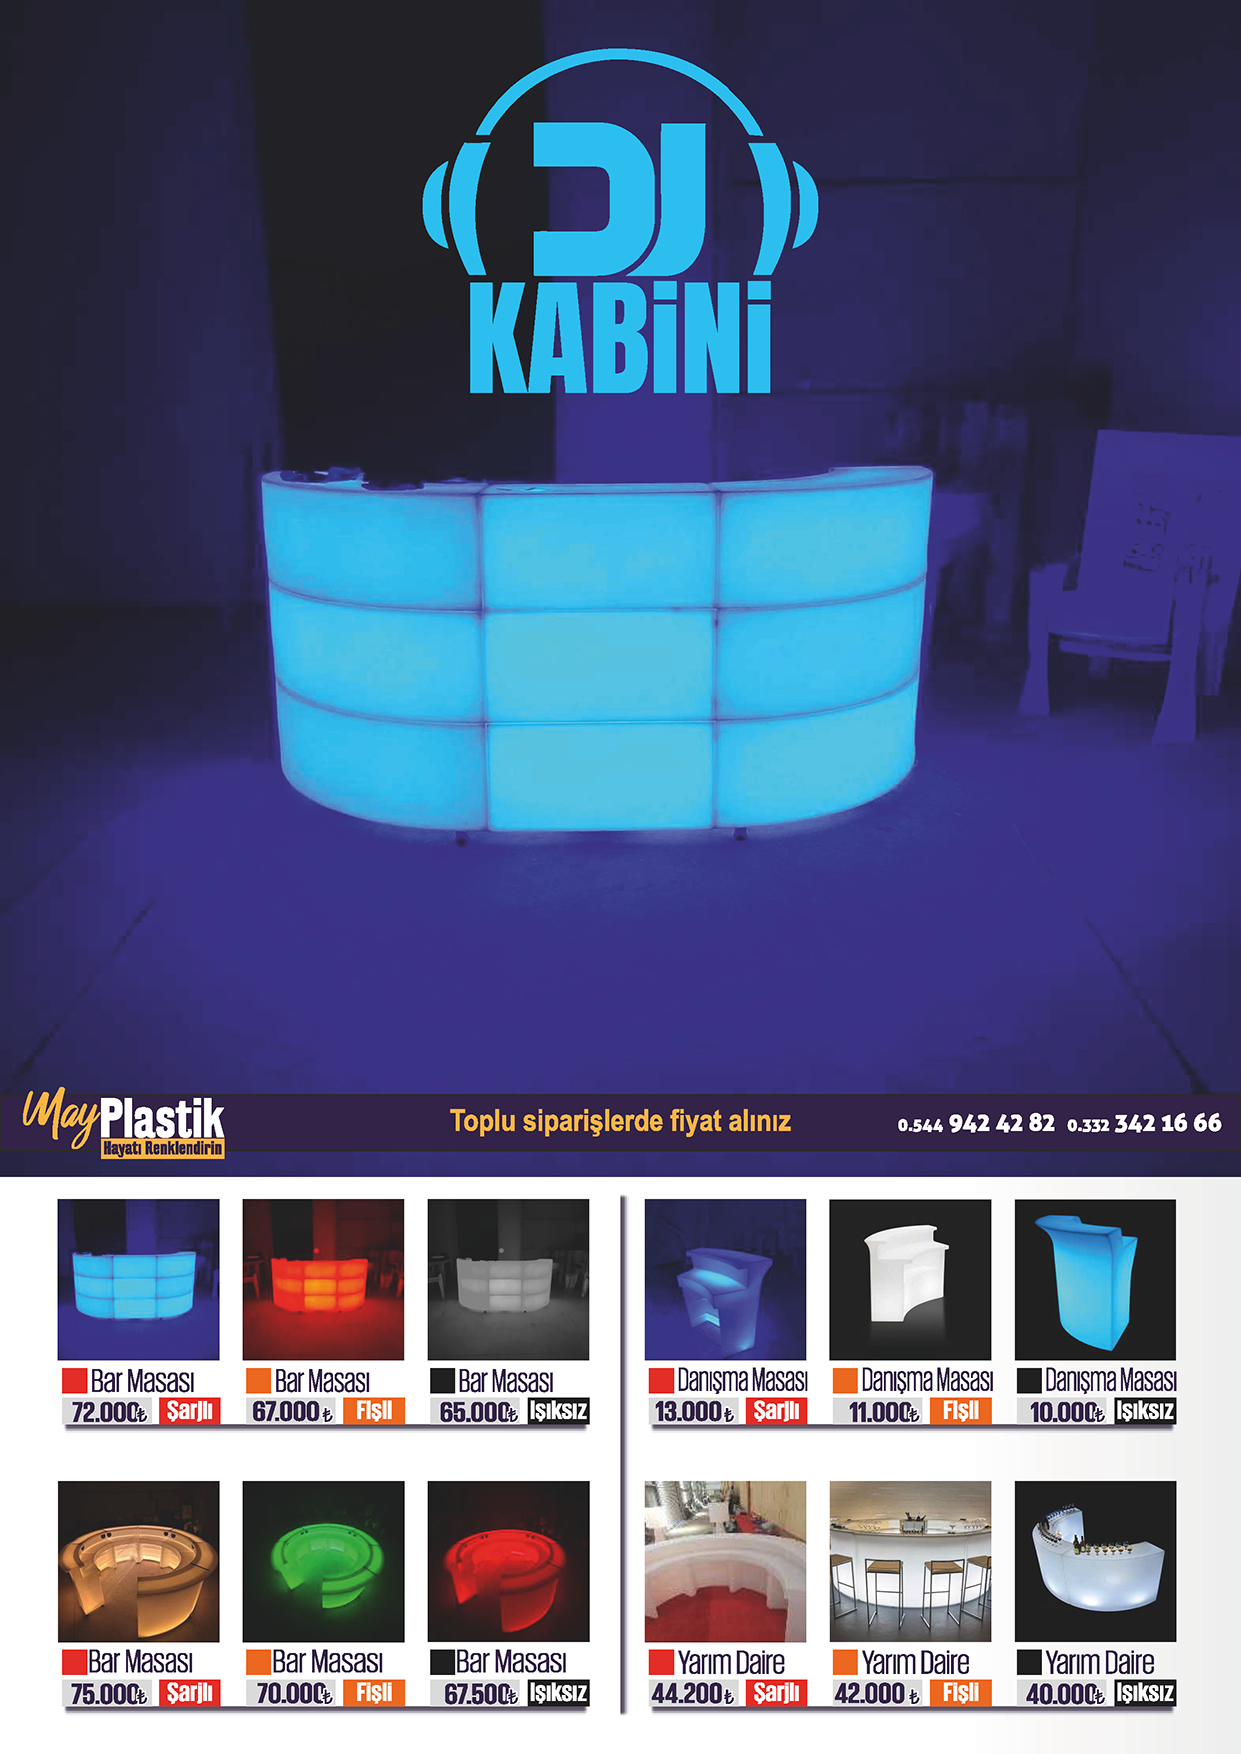 DJ
KABiNi
May Plastik
Hayatı Renklendirin
Toplu siparişlerde fiyat alınız
0.544 942 42 82 0.332 342 16 66
Bar Masası
72.000₺ Şarjlı
Bar Masası
67.000 ₺ Fişli
Bar Masası
65.000₺ Işıksız
Danışma Masası
13.000 ₺ Şarjlı
Danışma Masası
11.000₺ Fişli
Danışma Masası
10.000₺ Işıksız
Bar Masası
75.000₺ Şarjlı
Bar Masası
70.000₺ Fişli
Bar Masası
67.500₺ Işıksız
Yarım Daire
44.200₺ Şarjlı
Yarım Daire
42.000 ₺ Fişli
Yarım Daire
40.000₺ Işıksız